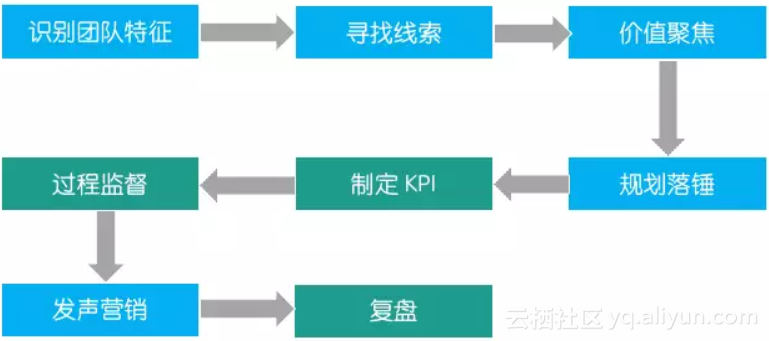 识别团队特征
寻找线索
价值聚焦
规划落锤
制定 KPI
过程监督
发声营销
复盘
云栖社区 yq.aliyun.com